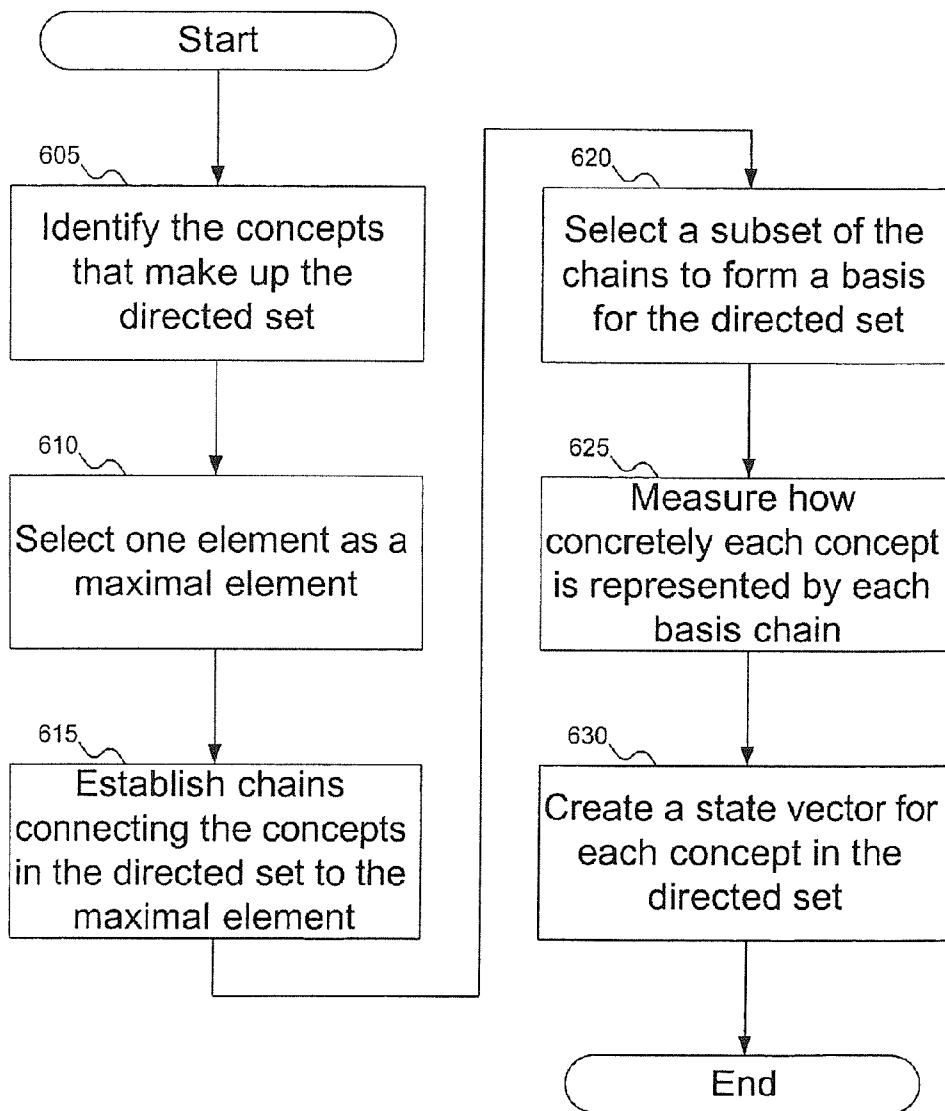 Start
605
Identify the concepts
that make up the
directed set
610
Select one element as a
maximal element
615
Establish chains
connecting the concepts
in the directed set to the
maximal element
620
Select a subset of the
chains to form a basis
for the directed set
625
Measure how
concretely each concept
is represented by each
basis chain
630
Create a state vector for
each concept in the
directed set
End